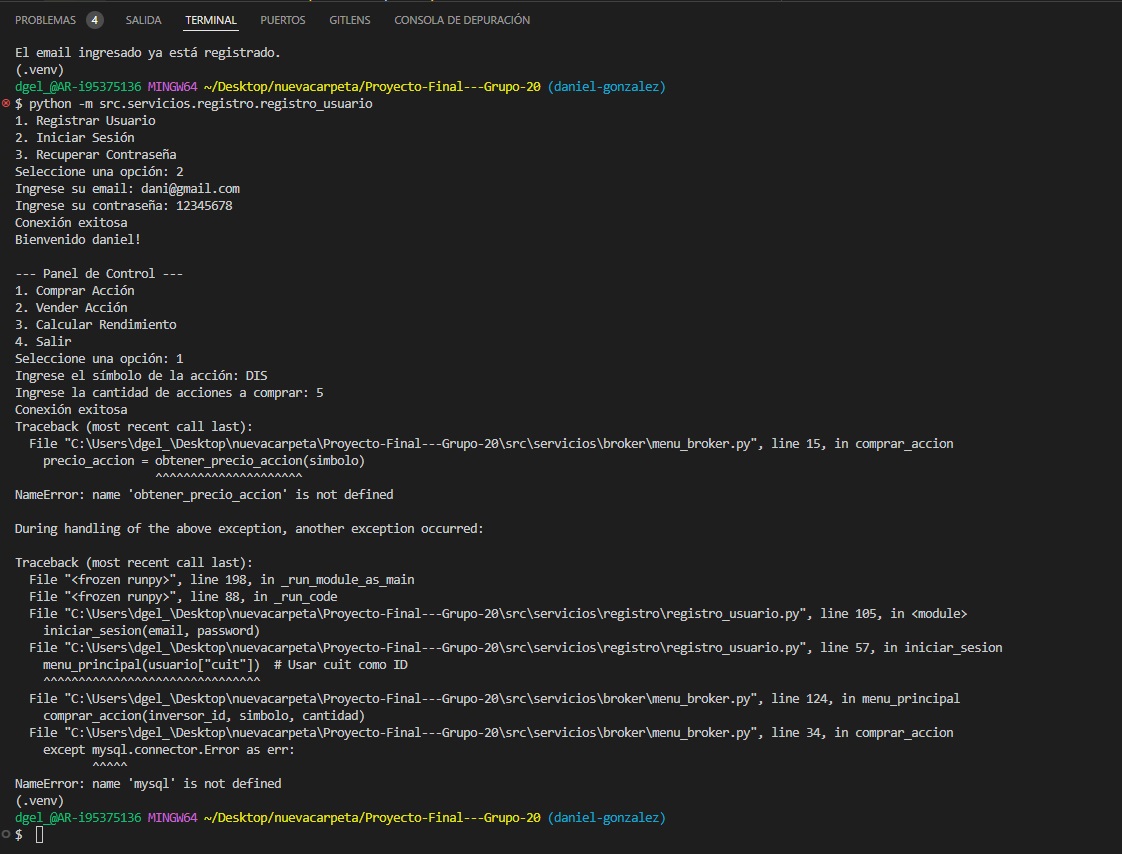 PROBLEMAS 4 SALIDA TERMINAL PUERTOS GITLENS CONSOLA DE DEPURACIÓN
El email ingresado ya está registrado.
(.venv)
dgel_@AR-i95375136 MINGW64 ~/Desktop/nuevacarpeta/Proyecto-Final---Grupo-20 (daniel-gonzalez)
$ python -m src.servicios.registro.registro_usuario
1. Registrar Usuario
2. Iniciar Sesión
3. Recuperar Contraseña
Seleccione una opción: 2
Ingrese su email: dani@gmail.com
Ingrese su contraseña: 12345678
Conexión exitosa
Bienvenido daniel!
--- Panel de Control ---
1. Comprar Acción
2. Vender Acción
3. Calcular Rendimiento
4. Salir
Seleccione una opción: 1
Ingrese el símbolo de la acción: DIS
Ingrese la cantidad de acciones a comprar: 5
Conexión exitosa
Traceback (most recent call last):
  File "C:\Users\dgel_\Desktop\nuevacarpeta\Proyecto-Final---Grupo-20\src\servicios\broker\menu_broker.py", line 15, in comprar_accion
    precio_accion = obtener_precio_accion(simbolo)
                    ^^^^^^^^^^^^^^^^^^^^^
NameError: name 'obtener_precio_accion' is not defined
During handling of the above exception, another exception occurred:
Traceback (most recent call last):
  File "<frozen runpy>", line 198, in _run_module_as_main
  File "<frozen runpy>", line 88, in _run_code
  File "C:\Users\dgel_\Desktop\nuevacarpeta\Proyecto-Final---Grupo-20\src\servicios\registro\registro_usuario.py", line 105, in <module>
    iniciar_sesion(email, password)
  File "C:\Users\dgel_\Desktop\nuevacarpeta\Proyecto-Final---Grupo-20\src\servicios\registro\registro_usuario.py", line 57, in iniciar_sesion
    menu_principal(usuario["cuit"])  # Usar cuit como ID
    ^^^^^^^^^^^^^^^^^^^^^^^^^^^^^^^
  File "C:\Users\dgel_\Desktop\nuevacarpeta\Proyecto-Final---Grupo-20\src\servicios\broker\menu_broker.py", line 124, in menu_principal
    comprar_accion(inversor_id, simbolo, cantidad)
  File "C:\Users\dgel_\Desktop\nuevacarpeta\Proyecto-Final---Grupo-20\src\servicios\broker\menu_broker.py", line 34, in comprar_accion
    except mysql.connector.Error as err:
           ^^^^^
NameError: name 'mysql' is not defined
(.venv)
dgel_@AR-i95375136 MINGW64 ~/Desktop/nuevacarpeta/Proyecto-Final---Grupo-20 (daniel-gonzalez)
$